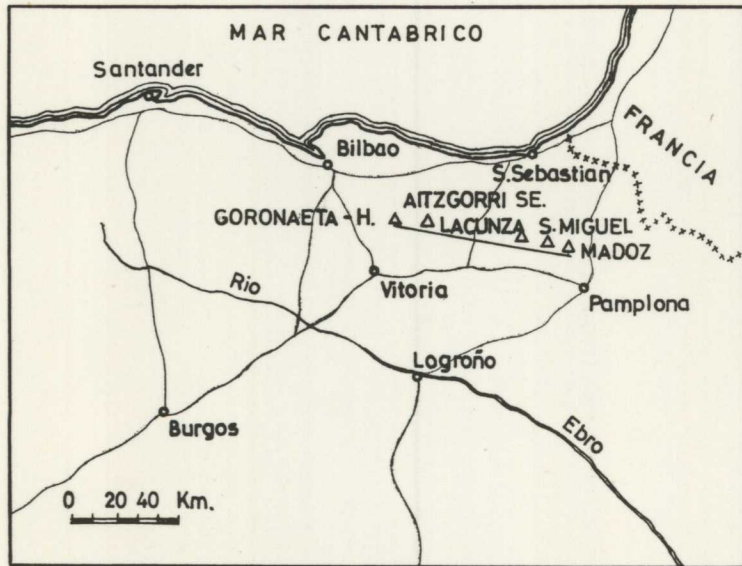 MAR CANTABRICO
Santander
Bilbao
S.Sebastian
FRANCIA
AITZGORRI SE.
GORONAETA-H.
LACUNZA
S.MIGUEL
MADOZ
Rio
Vitoria
Pamplona
Logroño
Burgos
Ebro
0 20 40 Km.